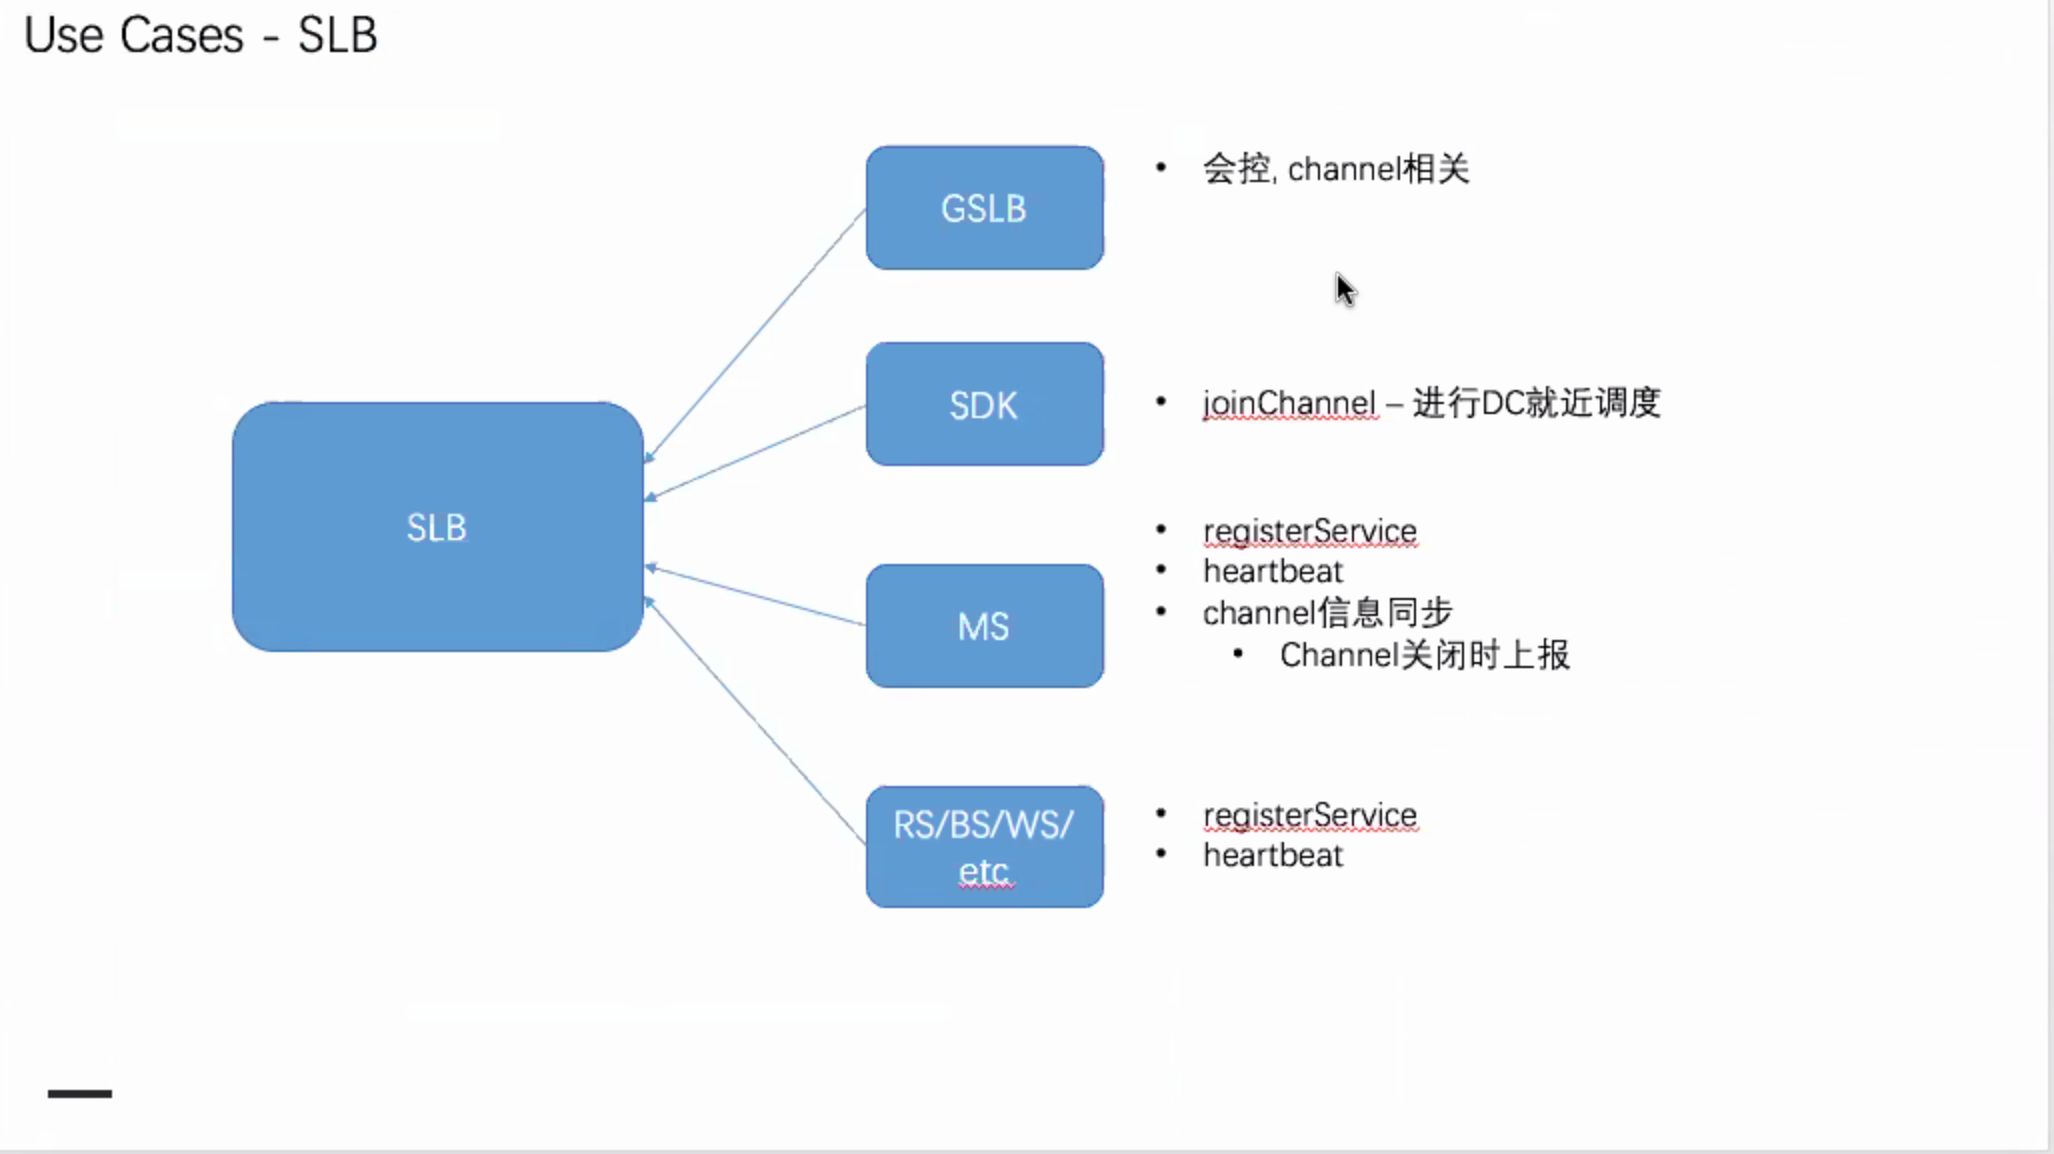 Use Cases - SLB
GSLB
会控, channel相关
SDK
joinChannel – 进行DC就近调度
SLB
MS
registerService
heartbeat
channel信息同步
Channel关闭时上报
RS/BS/WS/
etc
registerService
heartbeat